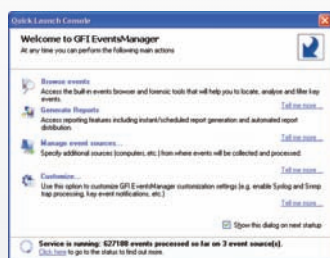 Quick Launch Console
Welcome to GFI EventsManager
At any time you can perform the following main actions
Browse events
Access the built in events browser and forensic tools that will help you to locate, analyse and filter key
events.
Tell me more...
Generate Reports
Access reporting features including instant/scheduled report generation and automated report
distribution.
Tell me more...
Manage event sources...
Specify additional sources (computers, etc.) from where events will be collected and processed
Tell me more...
Customize...
Use this option to customize GFI EventsManager customization settings (e.g. enable Syslog and Snmp
trap processing, key event notifications, etc.)
Tell me more...
Show this dialog on next startup
Service is running: 627188 events processed so far on 3 event source(s).
Click here to go to the status to find out more.